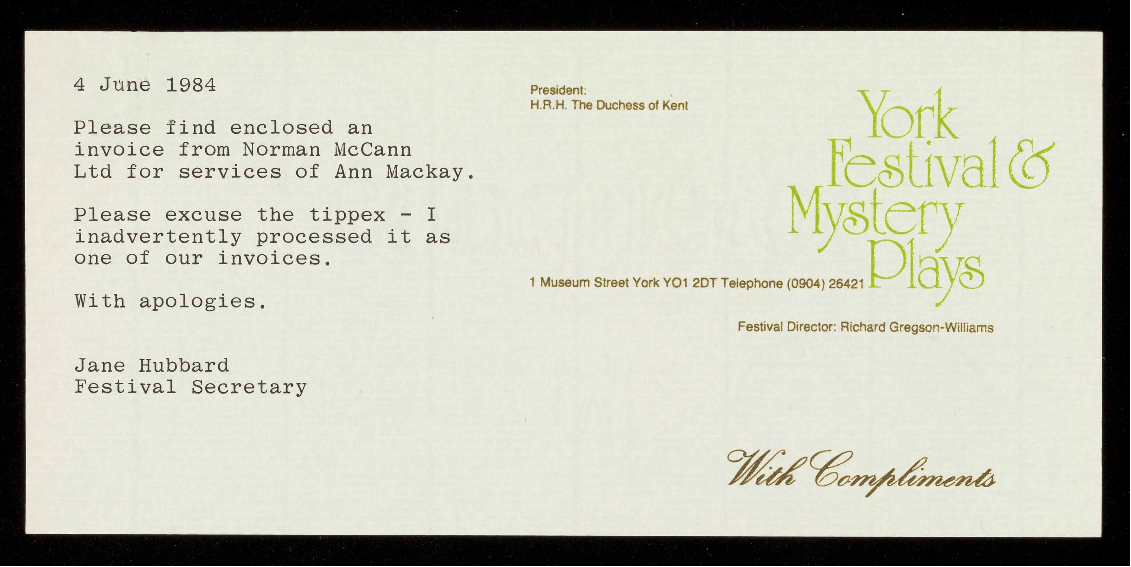 4 June 1984
Please find enclosed an
invoice from Norman McCann
Ltd for services of Ann Mackay.
Please excuse the tippex - I
inadvertently processed it as
one of our invoices.
With apologies.
Jane Hubbard
Festival Secretary
President:
H.R.H. The Duchess of Kent
York
Festival &
Mystery
Plays
1 Museum Street York YO1 2DT Telephone (0904) 26421
Festival Director: Richard Gregson-Williams
With Compliments